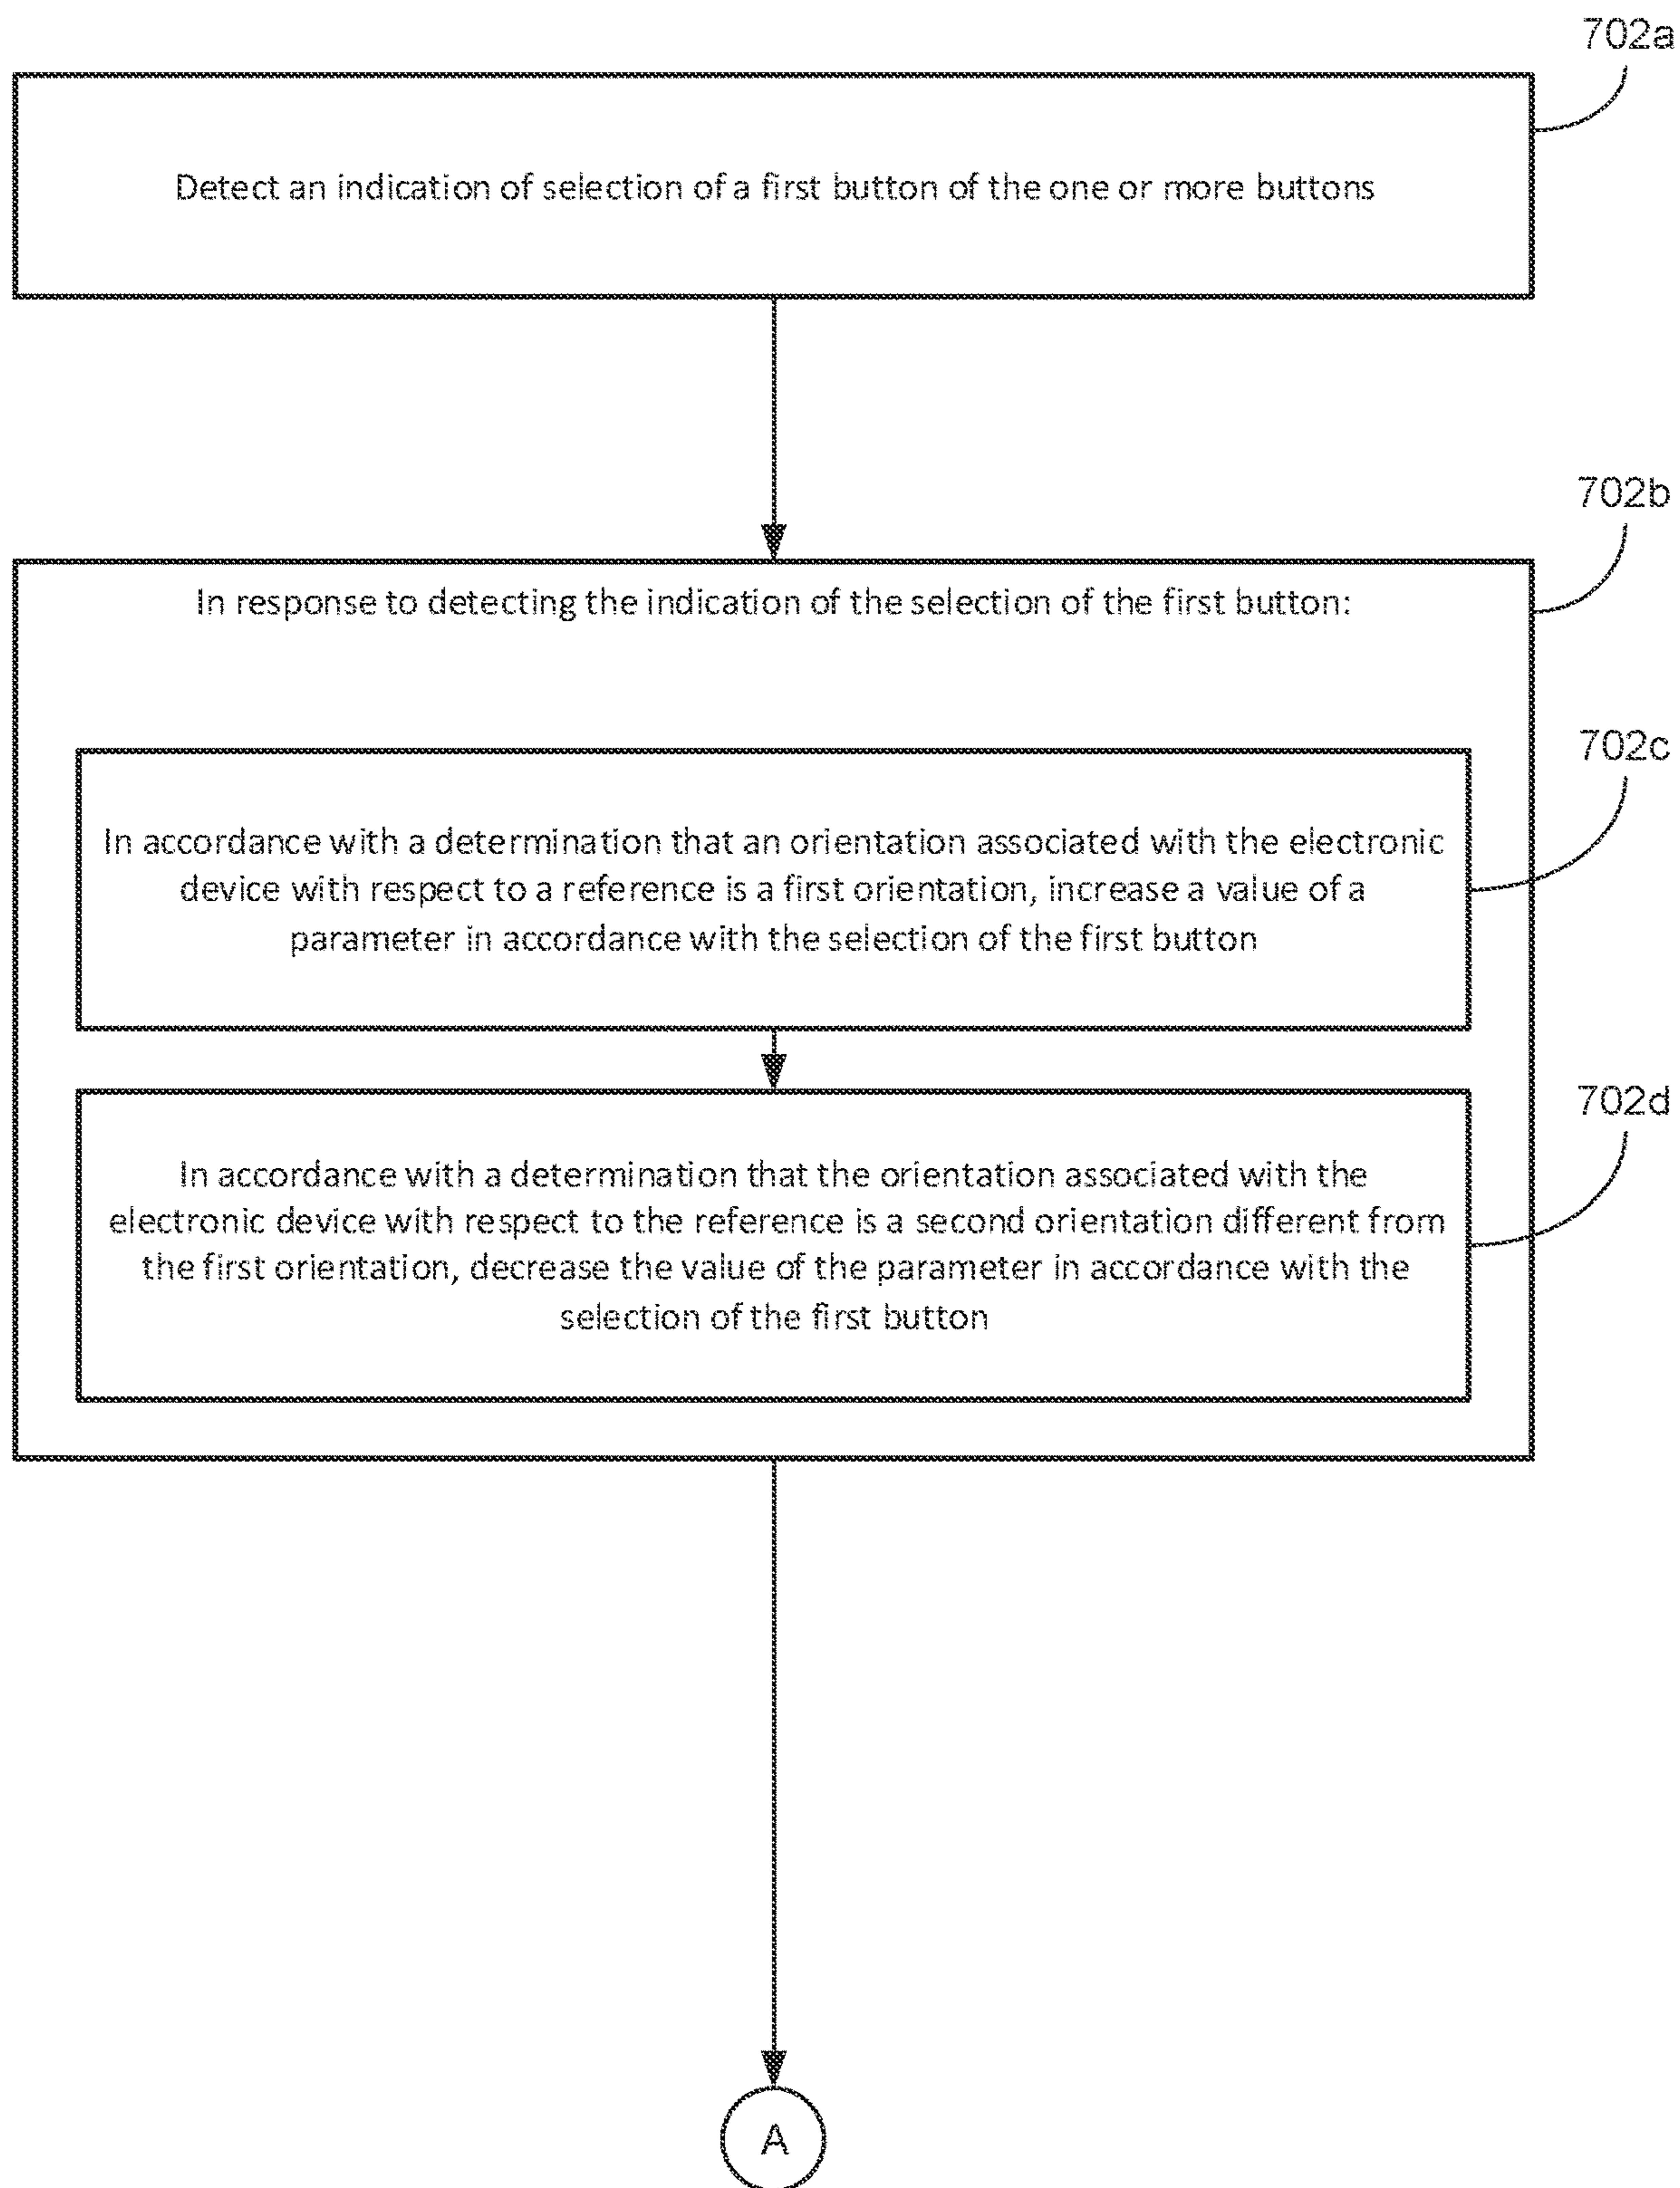 702a
Detect an indication of selection of a first button of the one or more buttons
702b
In response to detecting the indication of the selection of the first button:
702c
In accordance with a determination that an orientation associated with the electronic
device with respect to a reference is a first orientation, increase a value of a
parameter in accordance with the selection of the first button
702d
In accordance with a determination that the orientation associated with the
electronic device with respect to the reference is a second orientation different from
the first orientation, decrease the value of the parameter in accordance with the
selection of the first button
A